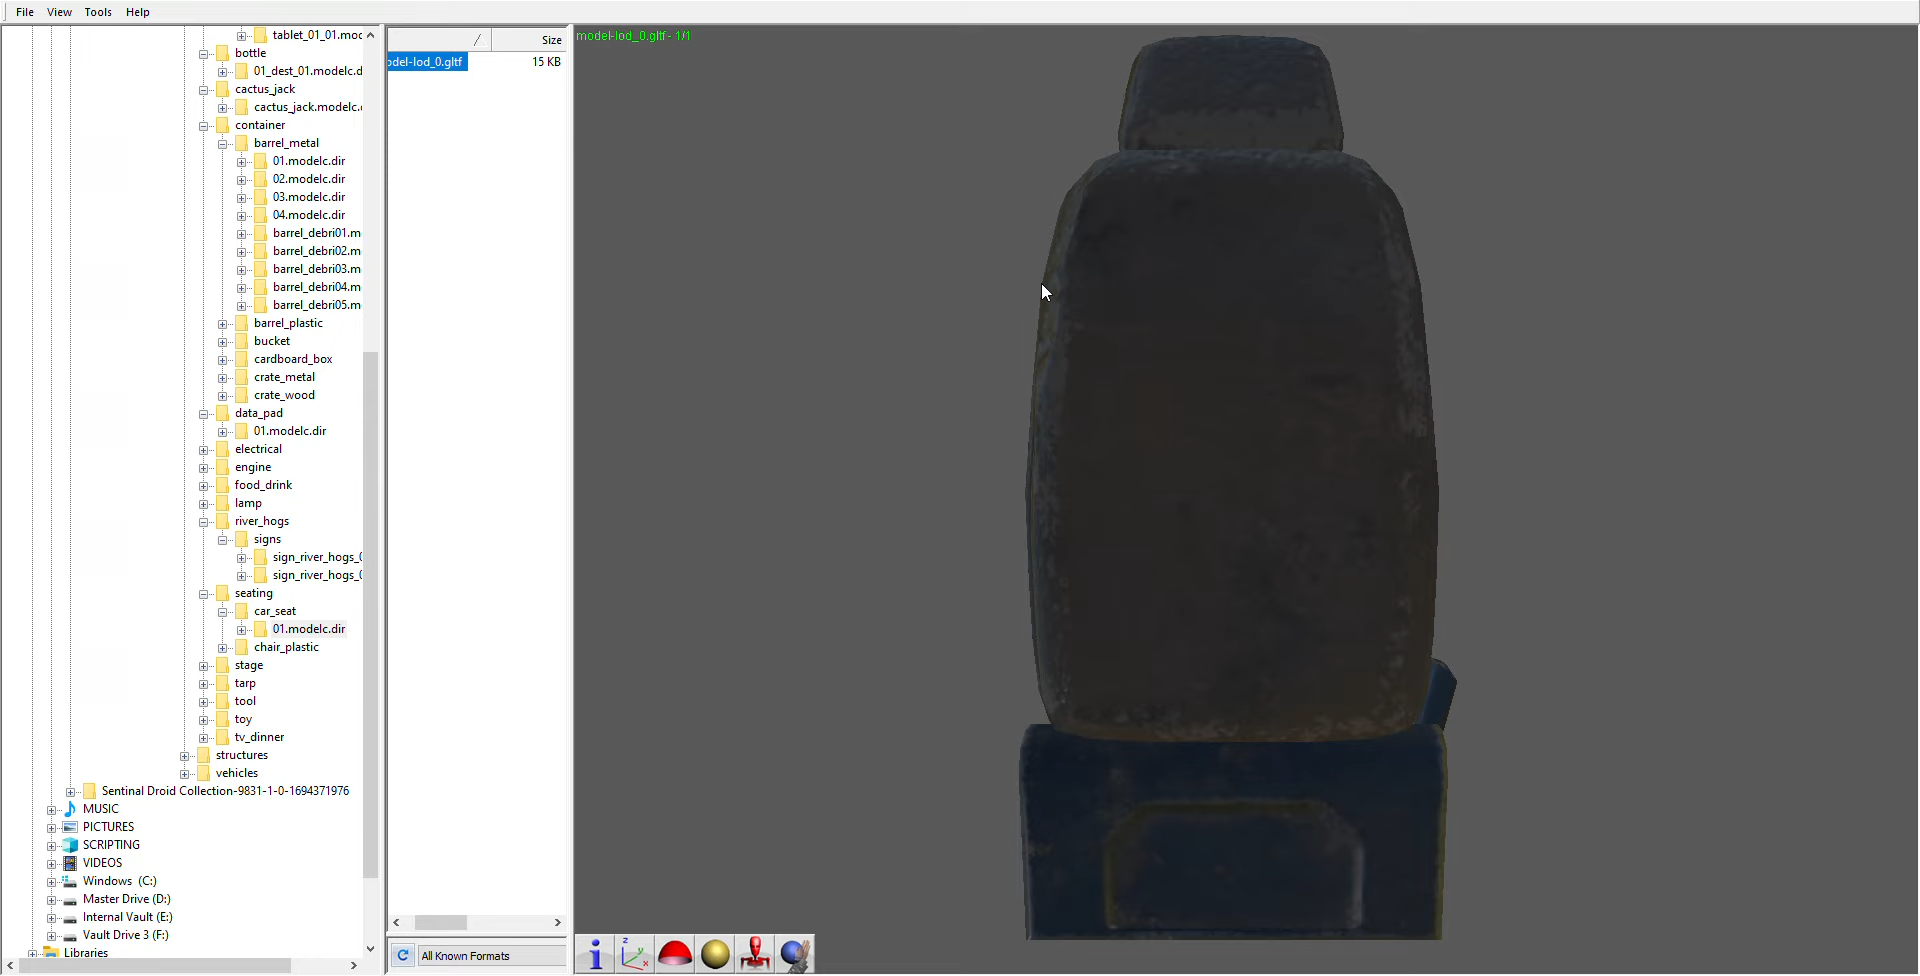 File View Tools Help
tablet_01_01.moc
bottle
01_dest_01.modelc.d
cactus_jack
cactus_jack.modelc.
container
barrel_metal
01.modelc.dir
02.modelc.dir
03.modelc.dir
04.modelc.dir
barrel_debri01.m
barrel_debri02.m
barrel_debri03.m
barrel_debri04.m
barrel_debri05.m
barrel_plastic
bucket
cardboard_box
crate_metal
crate_wood
data_pad
01.modelc.dir
electrical
engine
food_drink
lamp
river_hogs
signs
sign_river_hogs_0
sign_river_hogs_0
seating
car_seat
01.modelc.dir
chair_plastic
stage
tarp
tool
toy
tv_dinner
structures
vehicles
Sentinal Droid Collection-9831-1-0-1694371976
MUSIC
PICTURES
SCRIPTING
VIDEOS
Windows (C:)
Master Drive (D:)
Internal Vault (E:)
Vault Drive 3 (F:)
Libraries
Size
odel-lod_0.gltf 15 KB
All Known Formats
model-lod_0.gltf - 1/1
z
y
x